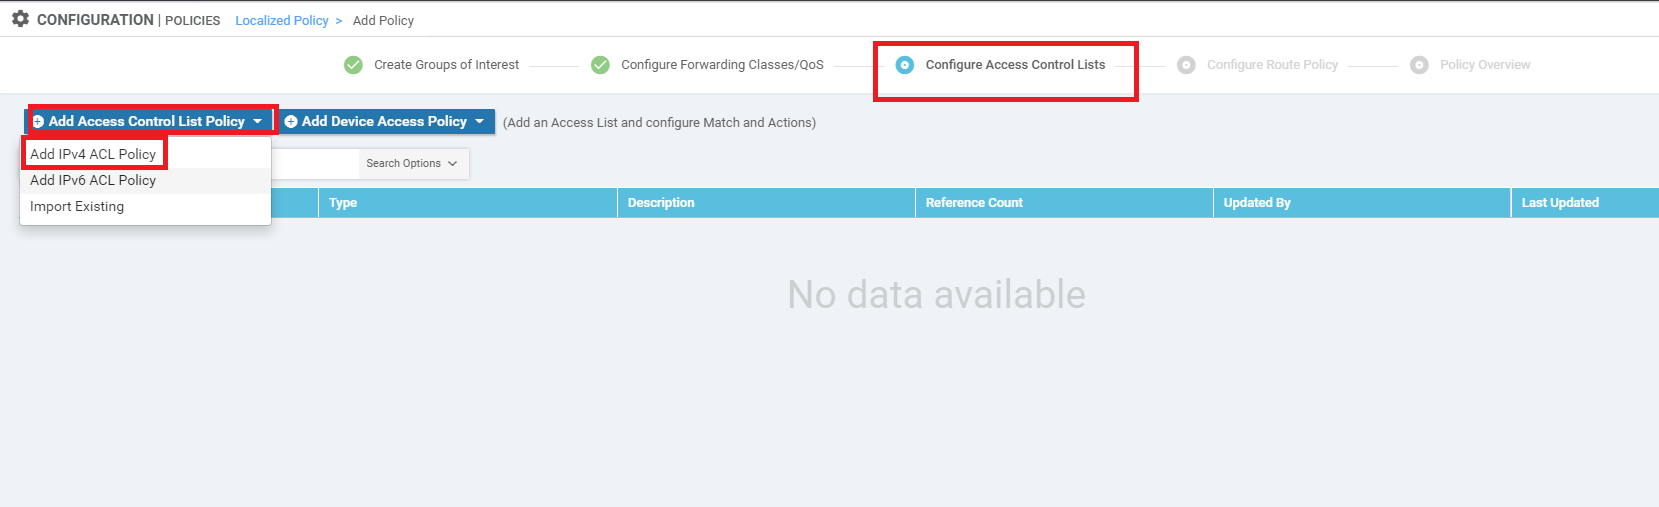 CONFIGURATION | POLICIES Localized Policy > Add Policy
Create Groups of Interest Configure Forwarding Classes/QoS Configure Access Control Lists Configure Route Policy Policy Overview
Add Access Control List Policy Add Device Access Policy (Add an Access List and configure Match and Actions)
Add IPv4 ACL Policy
Search Options
Add IPv6 ACL Policy
Import Existing
Type Description Reference Count Updated By Last Updated
No data available